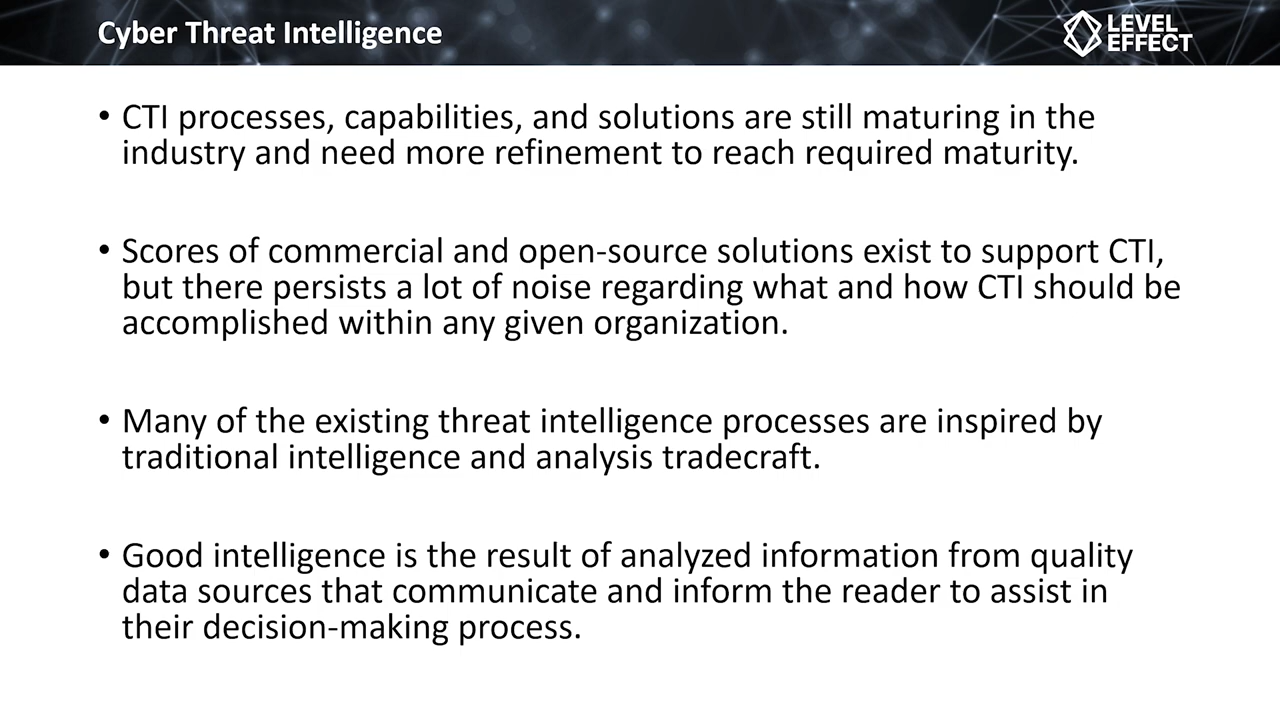 Cyber Threat Intelligence
LEVEL
EFFECT
• CTI processes, capabilities, and solutions are still maturing in the
industry and need more refinement to reach required maturity.
• Scores of commercial and open-source solutions exist to support CTI,
but there persists a lot of noise regarding what and how CTI should be
accomplished within any given organization.
• Many of the existing threat intelligence processes are inspired by
traditional intelligence and analysis tradecraft.
• Good intelligence is the result of analyzed information from quality
data sources that communicate and inform the reader to assist in
their decision-making process.